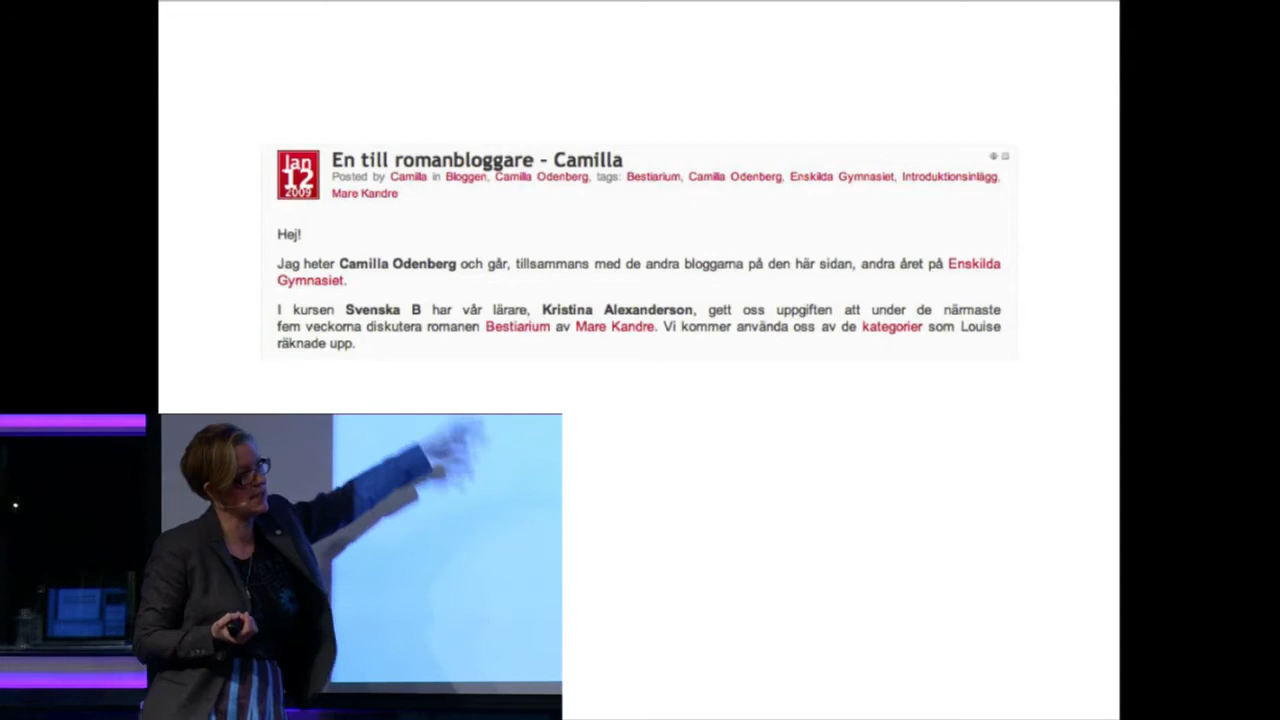 Jan
12
2009
En till romanbloggare - Camilla
Posted by Camilla in Bloggen, Camilla Odenberg, tags: Bestiarium, Camilla Odenberg, Enskilda Gymnasiet, Introduktionsinlägg,
Mare Kandre
Hej!
Jag heter Camilla Odenberg och går, tillsammans med de andra bloggarna på den här sidan, andra året på Enskilda
Gymnasiet.
I kursen Svenska B har vår lärare, Kristina Alexanderson, gett oss uppgiften att under de närmaste
fem veckorna diskutera romanen Bestiarium av Mare Kandre. Vi kommer använda oss av de kategorier som Louise
räknade upp.